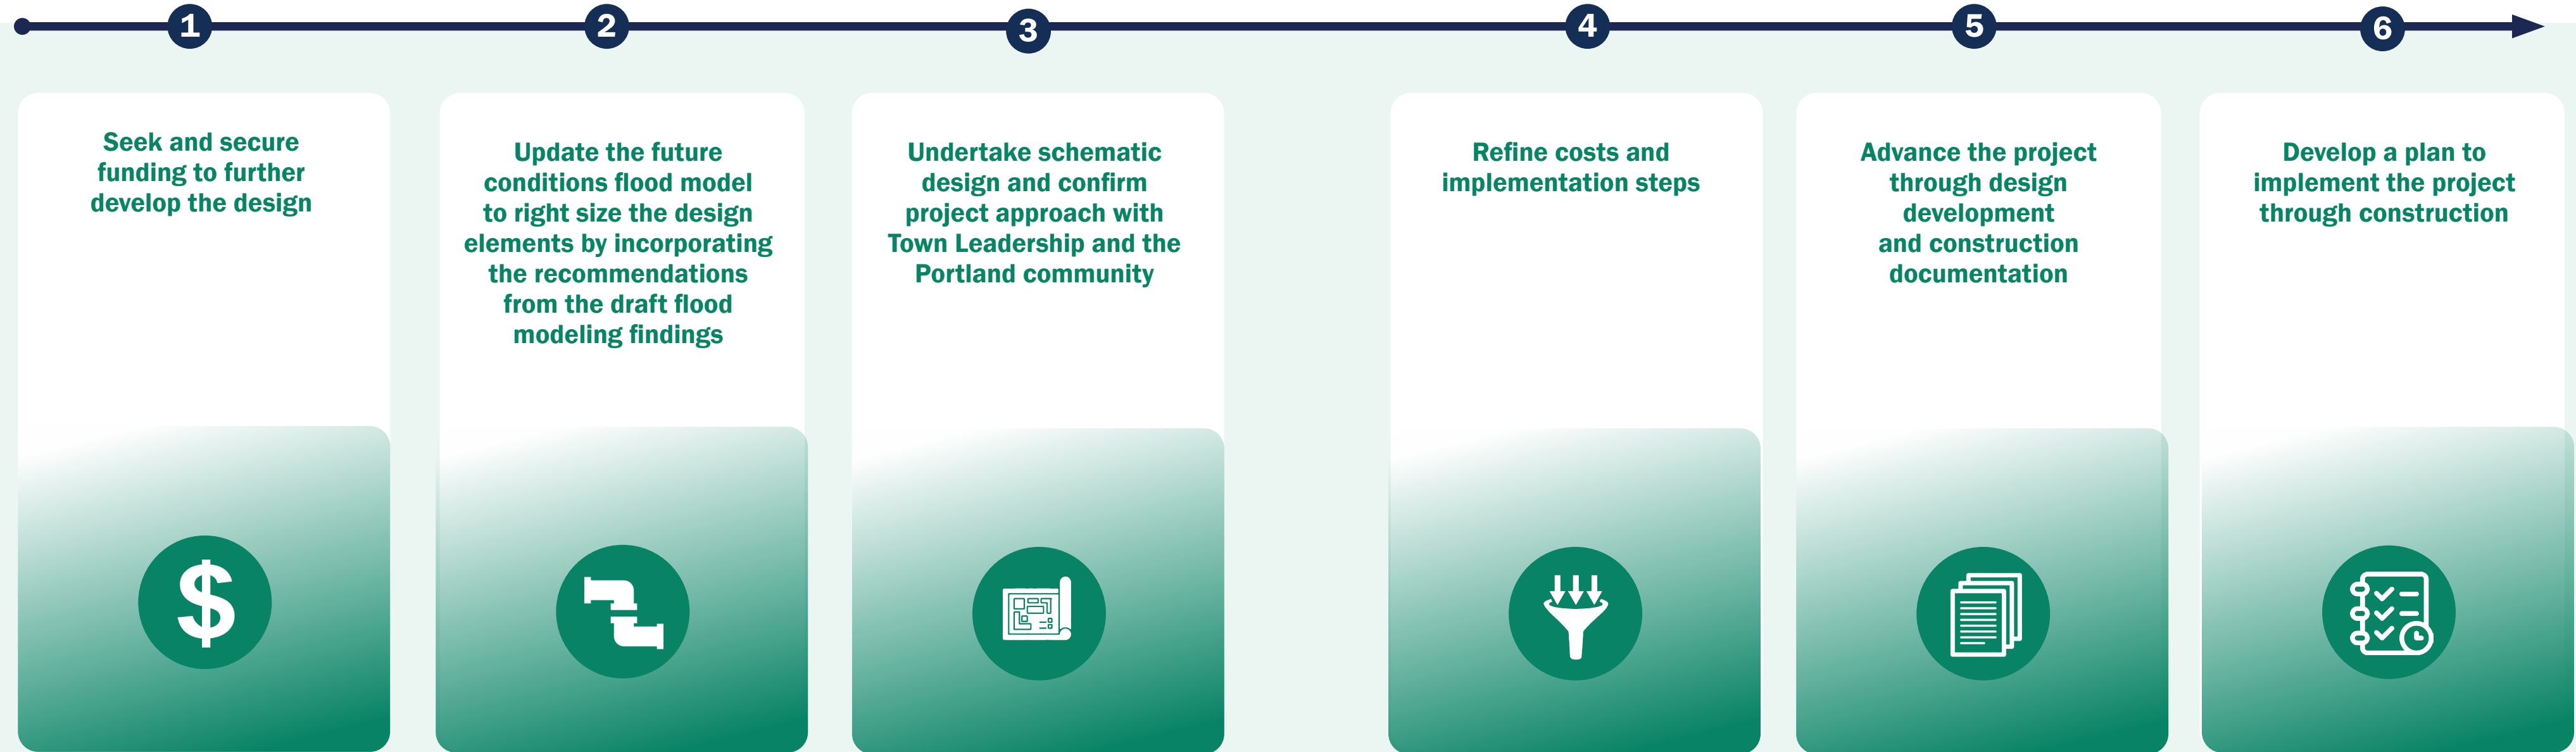 1
2
3
4
5
6
Seek and secure
funding to further
develop the design
Update the future
conditions flood model
to right size the design
elements by incorporating
the recommendations
from the draft flood
modeling findings
Undertake schematic
design and confirm
project approach with
Town Leadership and the
Portland community
Refine costs and
implementation steps
Advance the project
through design
development
and construction
documentation
Develop a plan to
implement the project
through construction
$